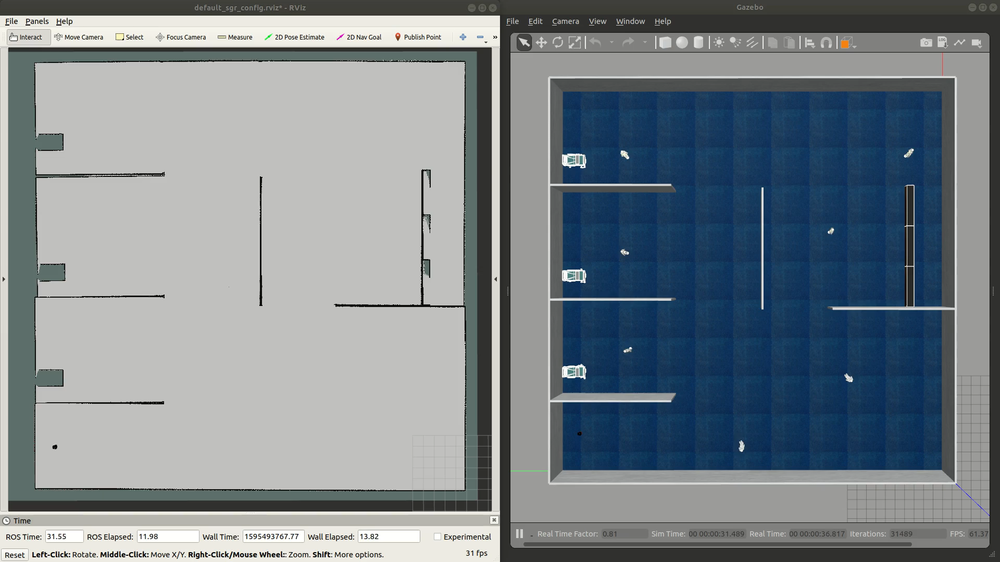 default_sgr_config.rviz* - RViz
File Panels Help
Interact Move Camera Select Focus Camera Measure 2D Pose Estimate 2D Nav Goal Publish Point »
Time
ROS Time: 31.55 ROS Elapsed: 11.98 Wall Time: 1595493767.77 Wall Elapsed: 13.82 Experimental
Reset Left-Click: Rotate. Middle-Click: Move X/Y. Right-Click/Mouse Wheel:: Zoom. Shift: More options. 31 fps
Gazebo
File Edit Camera View Window Help
LOG
Real Time Factor: 0.81 Sim Time: 00 00:00:31.489 Real Time: 00 00:00:36.817 Iterations: 31489 FPS: 61.37